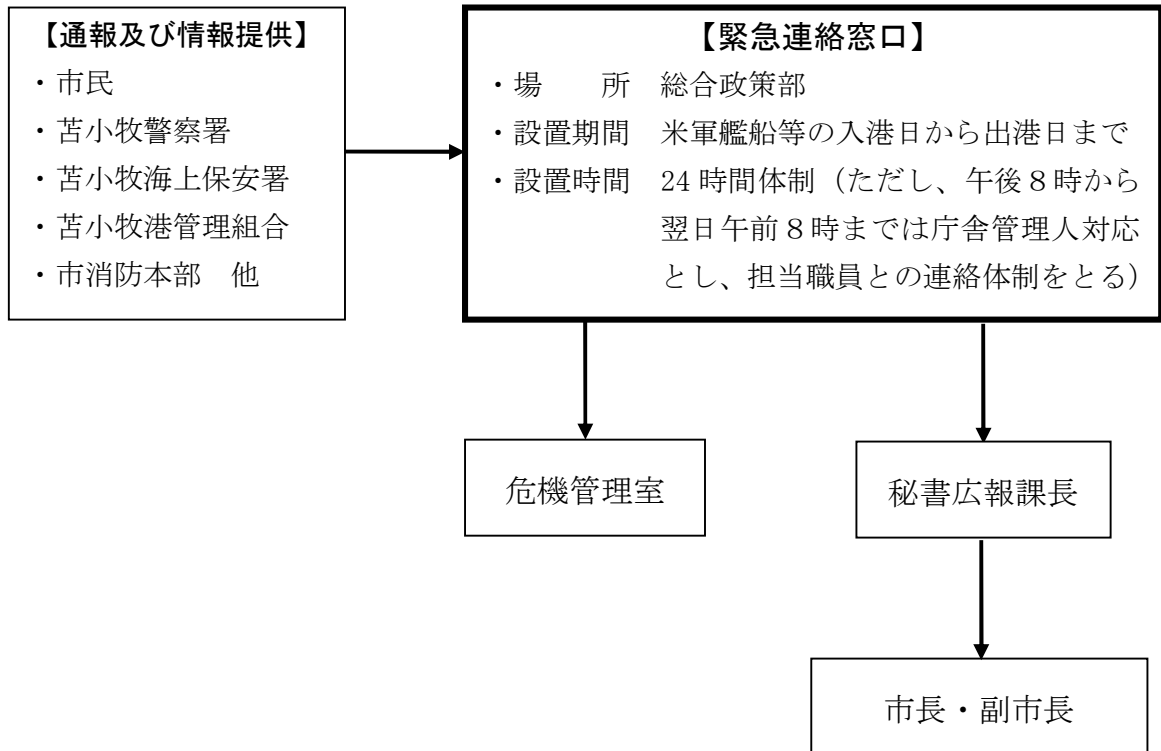 【通報及び情報提供】
・市民
・苫小牧警察署
・苫小牧海上保安署
・苫小牧港管理組合
・市消防本部　他
【緊急連絡窓口】
・場　　所　総合政策部
・設置期間　米軍艦船等の入港日から出港日まで
・設置時間　24 時間体制（ただし、午後８時から
翌日午前８時までは庁舎管理人対応
とし、担当職員との連絡体制をとる）
危機管理室
秘書広報課長
市長・副市長